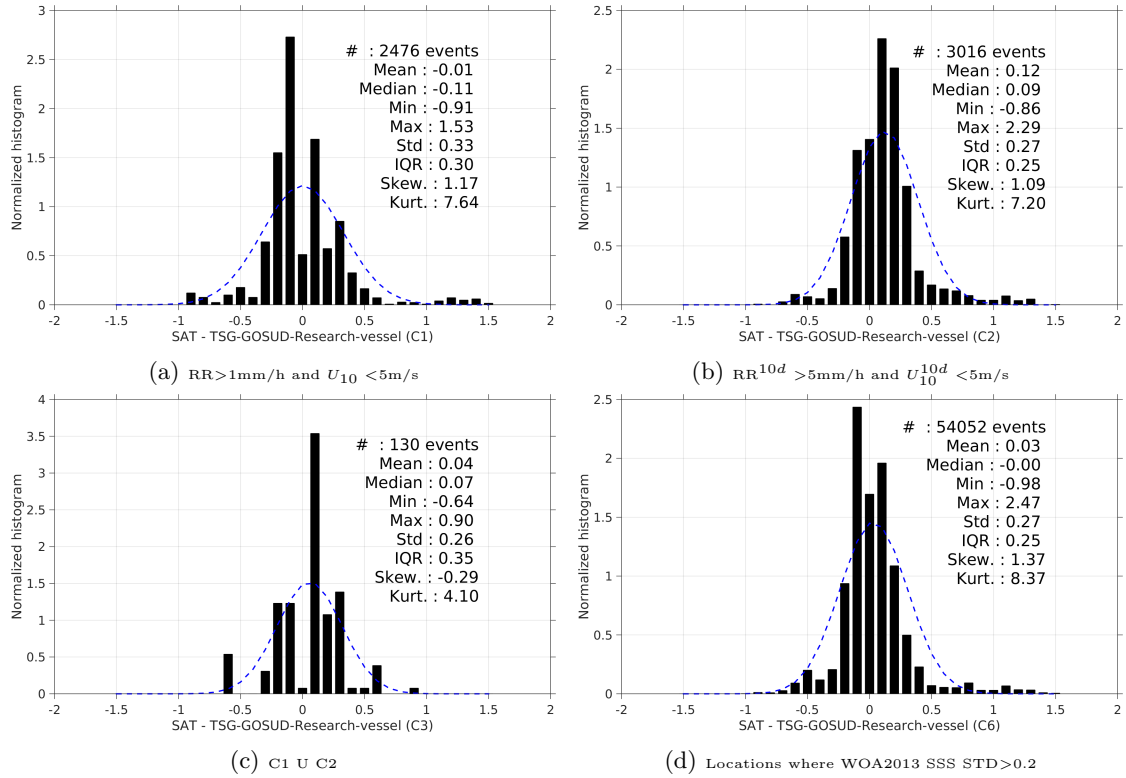 3
2.5
2
1.5
1
0.5
0
Normalized histogram
# : 2476 events
Mean : -0.01
Median : -0.11
Min : -0.91
Max : 1.53
Std : 0.33
IQR : 0.30
Skew. : 1.17
Kurt. : 7.64
-2 -1.5 -1 -0.5 0 0.5 1 1.5 2
SAT - TSG-GOSUD-Research-vessel (C1)
(a) RR>1mm/h and U10 <5m/s
2.5
2
1.5
1
0.5
0
Normalized histogram
# : 3016 events
Mean : 0.12
Median : 0.09
Min : -0.86
Max : 2.29
Std : 0.27
IQR : 0.25
Skew. : 1.09
Kurt. : 7.20
-2 -1.5 -1 -0.5 0 0.5 1 1.5 2
SAT - TSG-GOSUD-Research-vessel (C2)
(b) RR^10d >5mm/h and U10^10d <5m/s
4
3.5
3
2.5
2
1.5
1
0.5
0
Normalized histogram
# : 130 events
Mean : 0.04
Median : 0.07
Min : -0.64
Max : 0.90
Std : 0.26
IQR : 0.35
Skew. : -0.29
Kurt. : 4.10
-2 -1.5 -1 -0.5 0 0.5 1 1.5 2
SAT - TSG-GOSUD-Research-vessel (C3)
(c) C1 U C2
2.5
2
1.5
1
0.5
0
Normalized histogram
# : 54052 events
Mean : 0.03
Median : -0.00
Min : -0.98
Max : 2.47
Std : 0.27
IQR : 0.25
Skew. : 1.37
Kurt. : 8.37
-2 -1.5 -1 -0.5 0 0.5 1 1.5 2
SAT - TSG-GOSUD-Research-vessel (C6)
(d) Locations where WOA2013 SSS STD>0.2